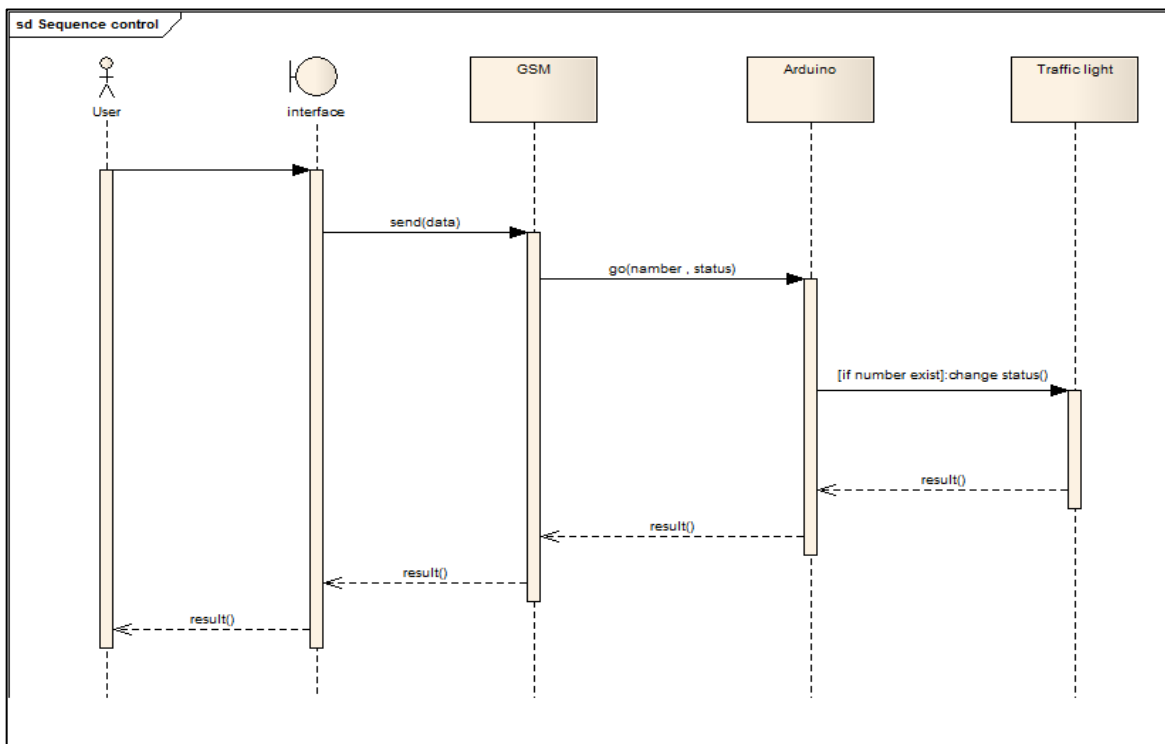 sd Sequence control
User
interface
GSM
Arduino
Traffic light
send(data)
go(namber , status)
[if number exist]:change status()
result()
result()
result()
result()